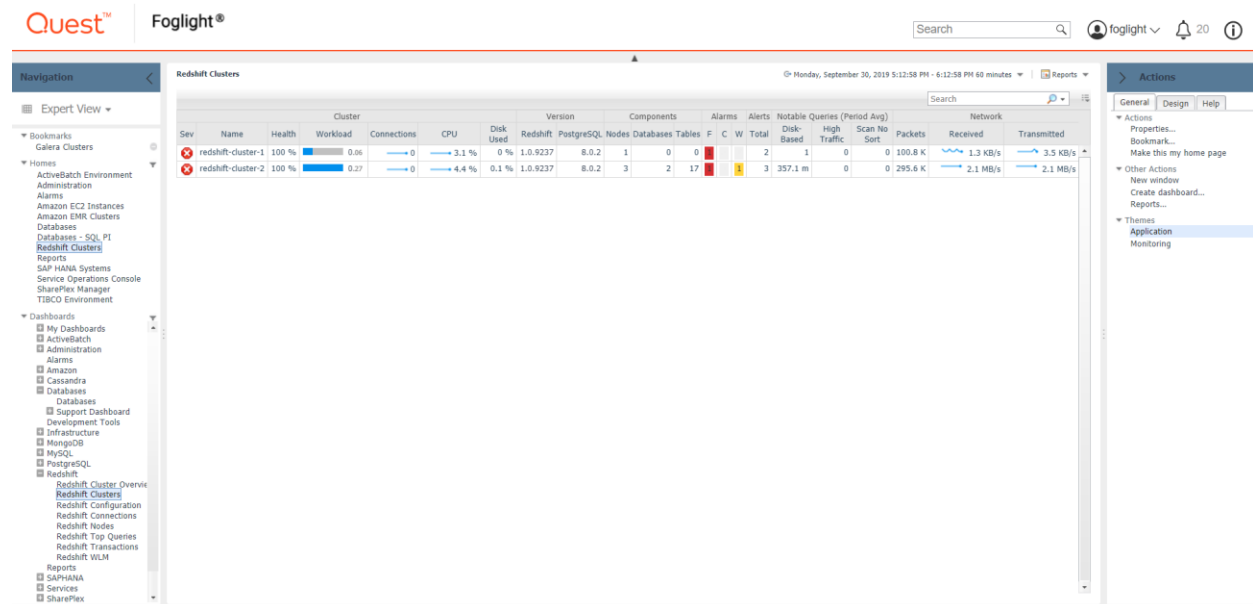 Quest™ Foglight®
Search foglight 20
Navigation
Expert View
Bookmarks
Galera Clusters
Homes
ActiveBatch Environment
Administration
Alarms
Amazon EC2 Instances
Amazon EMR Clusters
Databases
Databases - SQL PI
Redshift Clusters
Reports
SAP HANA Systems
Service Operations Console
SharePlex Manager
TIBCO Environment
Dashboards
My Dashboards
ActiveBatch
Administration
Alarms
Amazon
Cassandra
Databases
Databases
Support Dashboard
Development Tools
Infrastructure
MongoDB
MySQL
PostgreSQL
Redshift
Redshift Cluster Overvie
Redshift Clusters
Redshift Configuration
Redshift Connections
Redshift Nodes
Redshift Top Queries
Redshift Transactions
Redshift WLM
Reports
SAPHANA
Services
SharePlex
Redshift Clusters Monday, September 30, 2019 5:12:58 PM - 6:12:58 PM 60 minutes Reports
Search
Cluster Version Components Alarms Alerts Notable Queries (Period Avg) Network
Sev Name Health Workload Connections CPU Disk Used Redshift PostgreSQL Nodes Databases Tables F C W Total Disk-Based High Traffic Scan No Sort Packets Received Transmitted
redshift-cluster-1 100 % 0.06 0 3.1 % 0 % 1.0.9237 8.0.2 1 0 0 2 1 0 0 100.8 K 1.3 KB/s 3.5 KB/s
redshift-cluster-2 100 % 0.27 0 4.4 % 0.1 % 1.0.9237 8.0.2 3 2 17 1 3 357.1 m 0 0 295.6 K 2.1 MB/s 2.1 MB/s
Actions
General Design Help
Actions
Properties...
Bookmark...
Make this my home page
Other Actions
New window
Create dashboard...
Reports...
Themes
Application
Monitoring